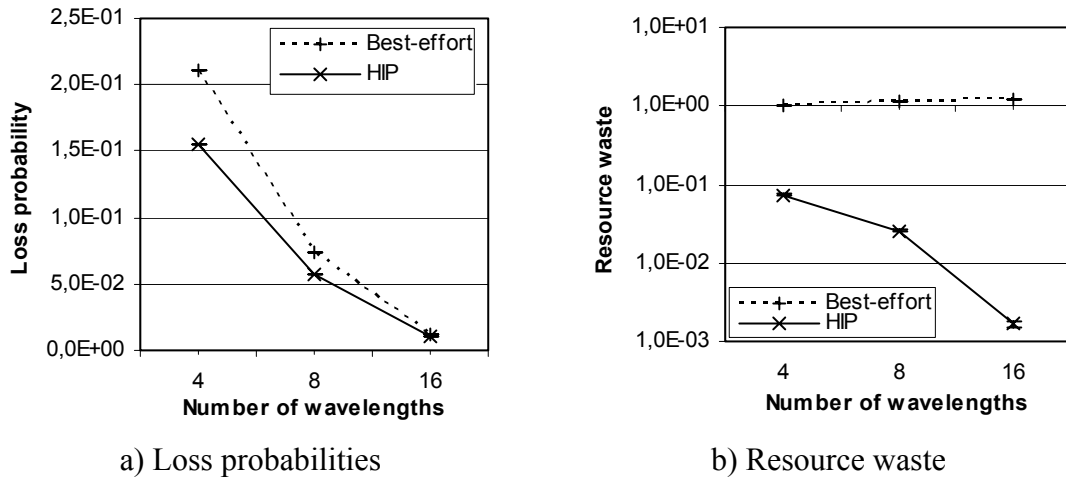 2,5E-01
2,0E-01
1,5E-01
1,0E-01
5,0E-02
0,0E+00
Loss probability
Best-effort
HIP
4 8 16
Number of wavelengths
a) Loss probabilities
1,0E+01
1,0E+00
1,0E-01
1,0E-02
1,0E-03
Resource waste
Best-effort
HIP
4 8 16
Number of wavelengths
b) Resource waste